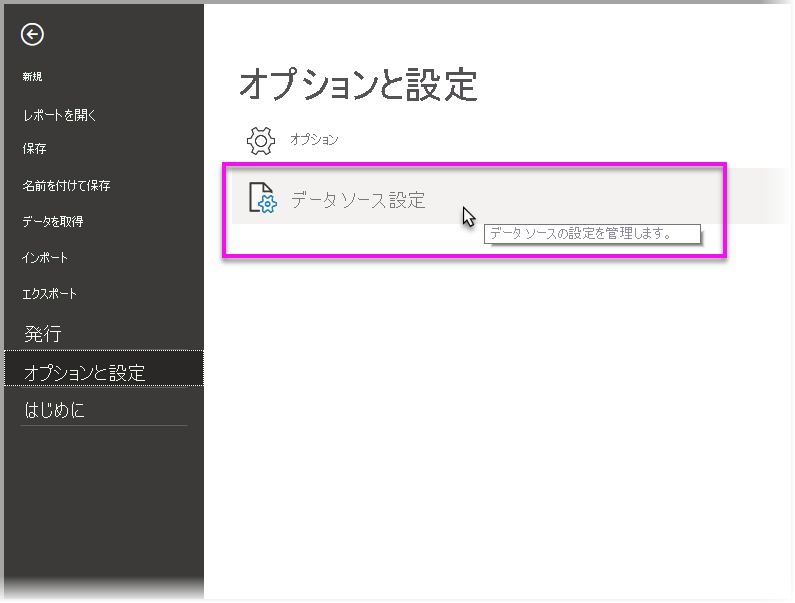 新規
レポートを開く
保存
名前を付けて保存
データを取得
インポート
エクスポート
発行
オプションと設定
はじめに
オプションと設定
オプション
データ ソース設定
データ ソースの設定を管理します。